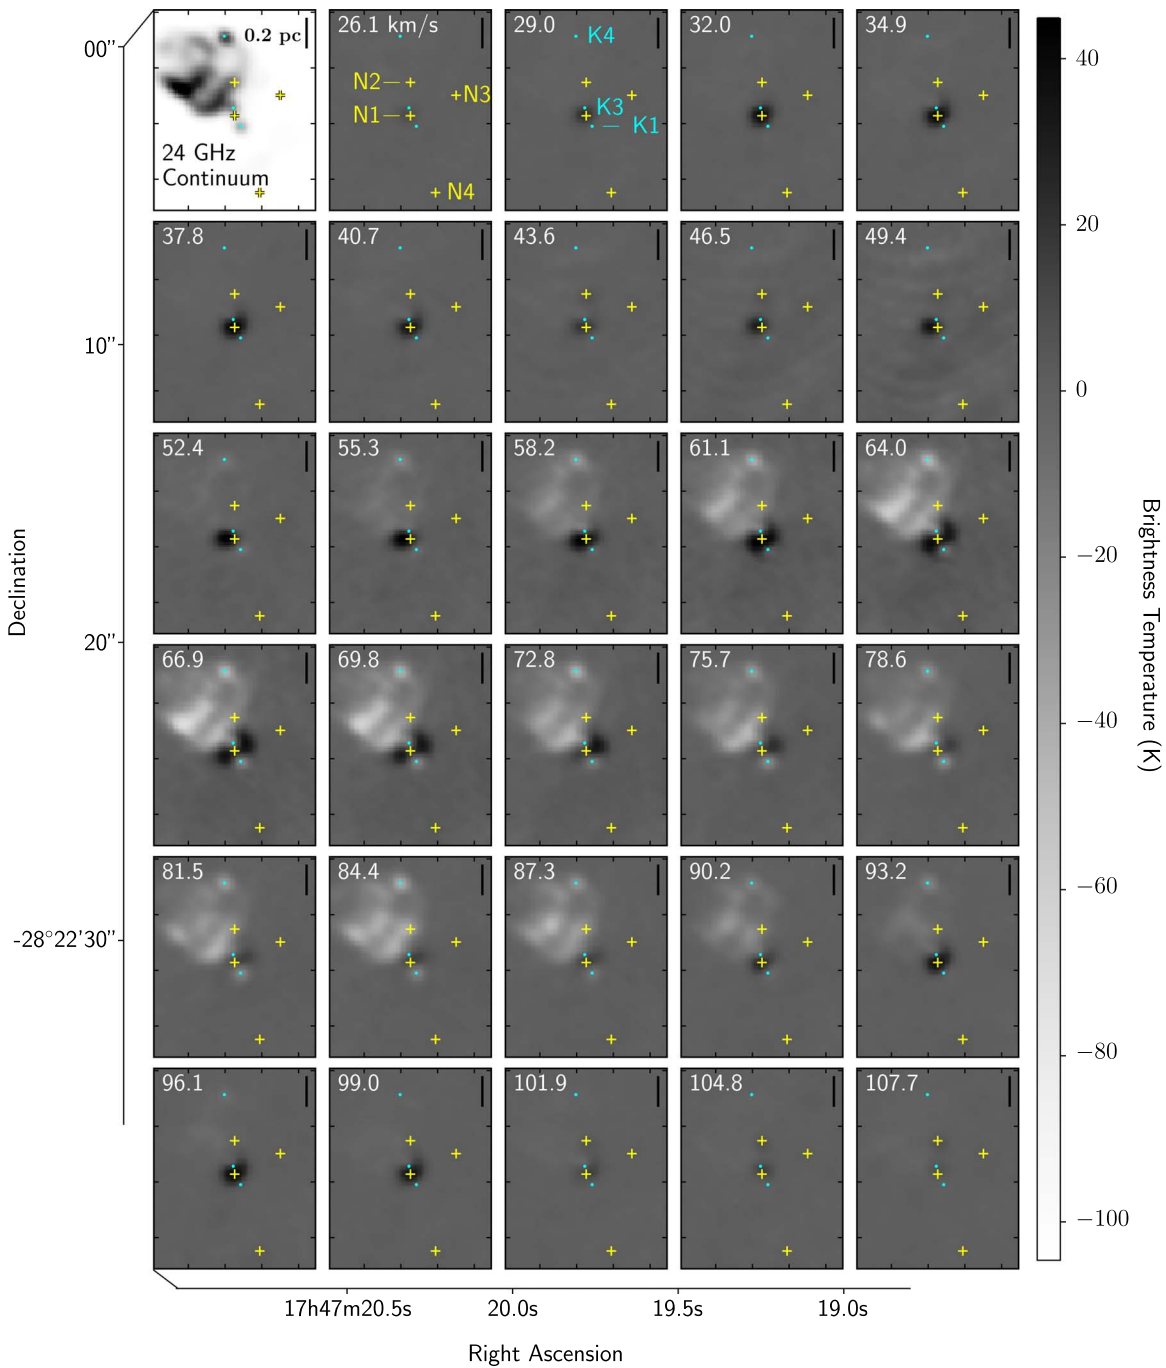 00''
0.2 pc
24 GHz
Continuum
26.1 km/s
N2
N3
N1
N4
29.0
K4
K3
K1
32.0
34.9
40
20
0
−20
−40
−60
−80
−100
37.8
40.7
43.6
46.5
49.4
10''
52.4
55.3
58.2
61.1
64.0
20''
66.9
69.8
72.8
75.7
78.6
81.5
84.4
87.3
90.2
93.2
-28°22'30''
96.1
99.0
101.9
104.8
107.7
Declination
Brightness Temperature (K)
17h47m20.5s
20.0s
19.5s
19.0s
Right Ascension